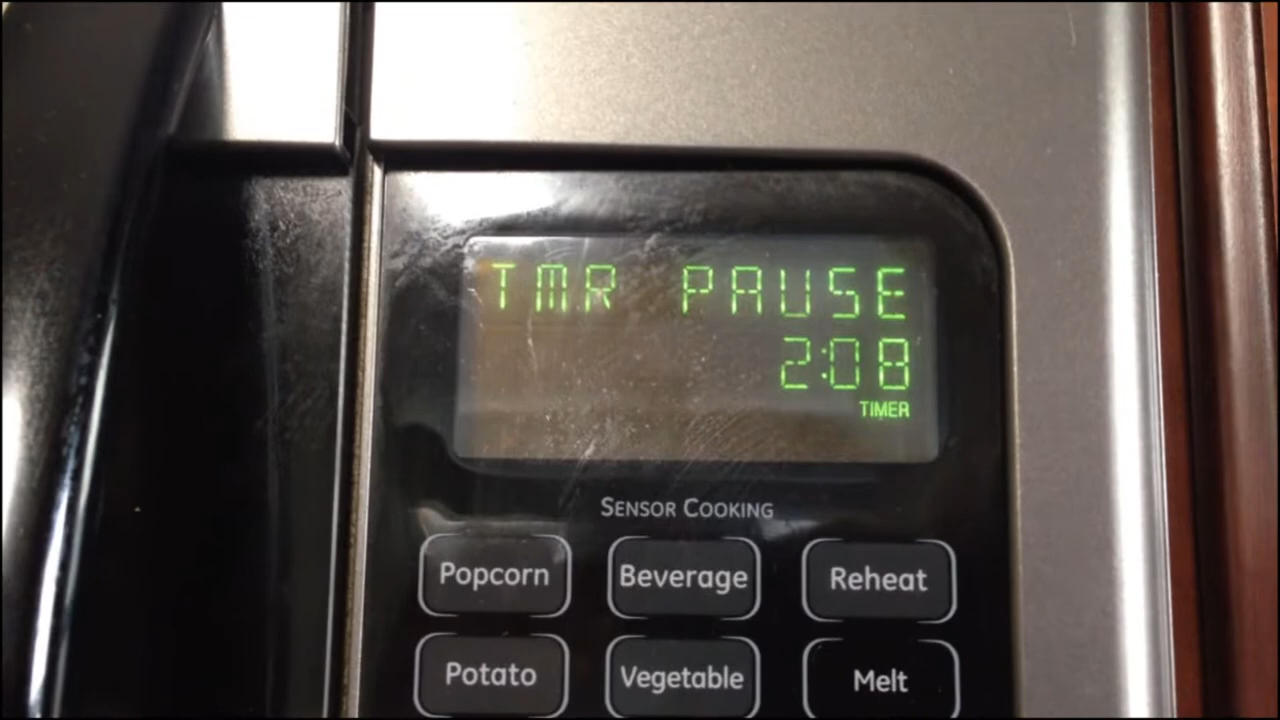 TMR PAUSE
2:08
TIMER
SENSOR COOKING
Popcorn Beverage Reheat
Potato Vegetable Melt